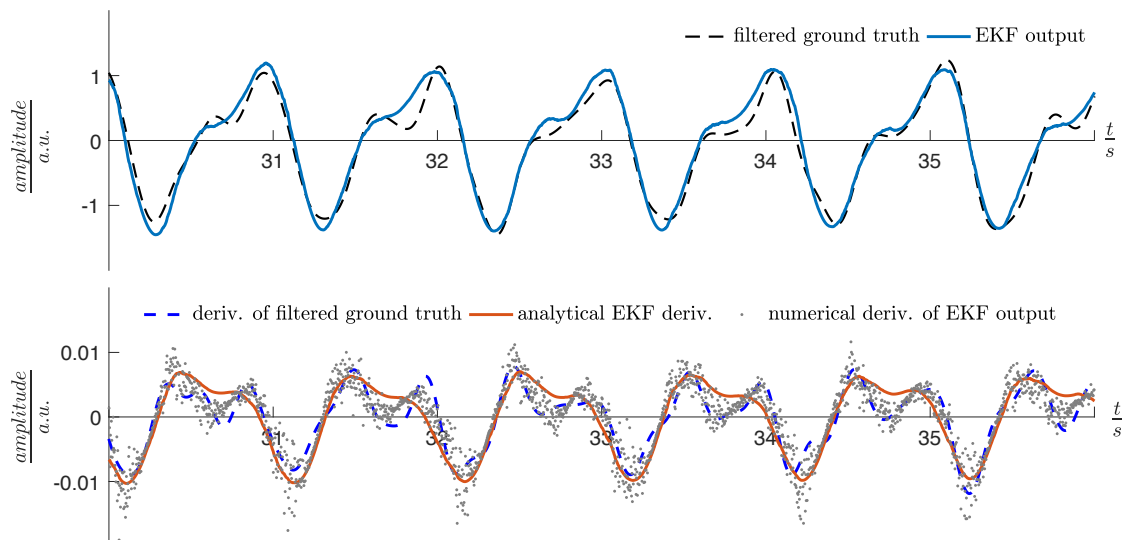 filtered ground truth EKF output
1
amplitude
a.u.
0
t
s
31 32 33 34 35
-1
deriv. of filtered ground truth analytical EKF deriv. numerical deriv. of EKF output
0.01
amplitude
a.u.
0
t
s
31 32 33 34 35
-0.01